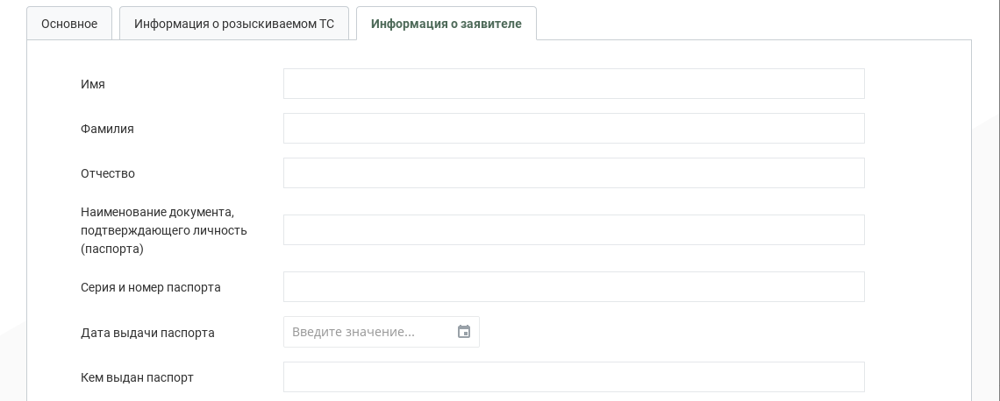 Основное
Информация о розыскиваемом ТС
Информация о заявителе
Имя
Фамилия
Отчество
Наименование документа,
подтверждающего личность
(паспорта)
Серия и номер паспорта
Дата выдачи паспорта
Введите значение...
Кем выдан паспорт